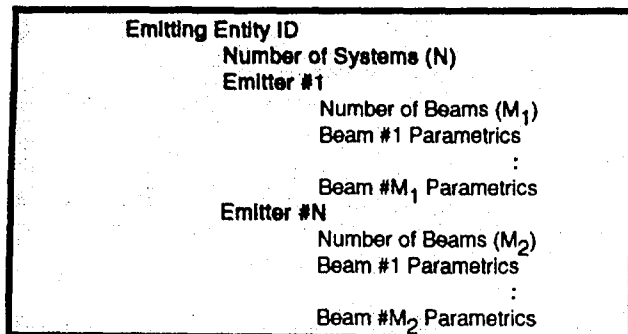 Emitting Entity ID
Number of Systems (N)
Emitter #1
Number of Beams (M₁)
Beam #1 Parametrics
:
Beam #M₁ Parametrics
Emitter #N
Number of Beams (M₂)
Beam #1 Parametrics
:
Beam #M₂ Parametrics